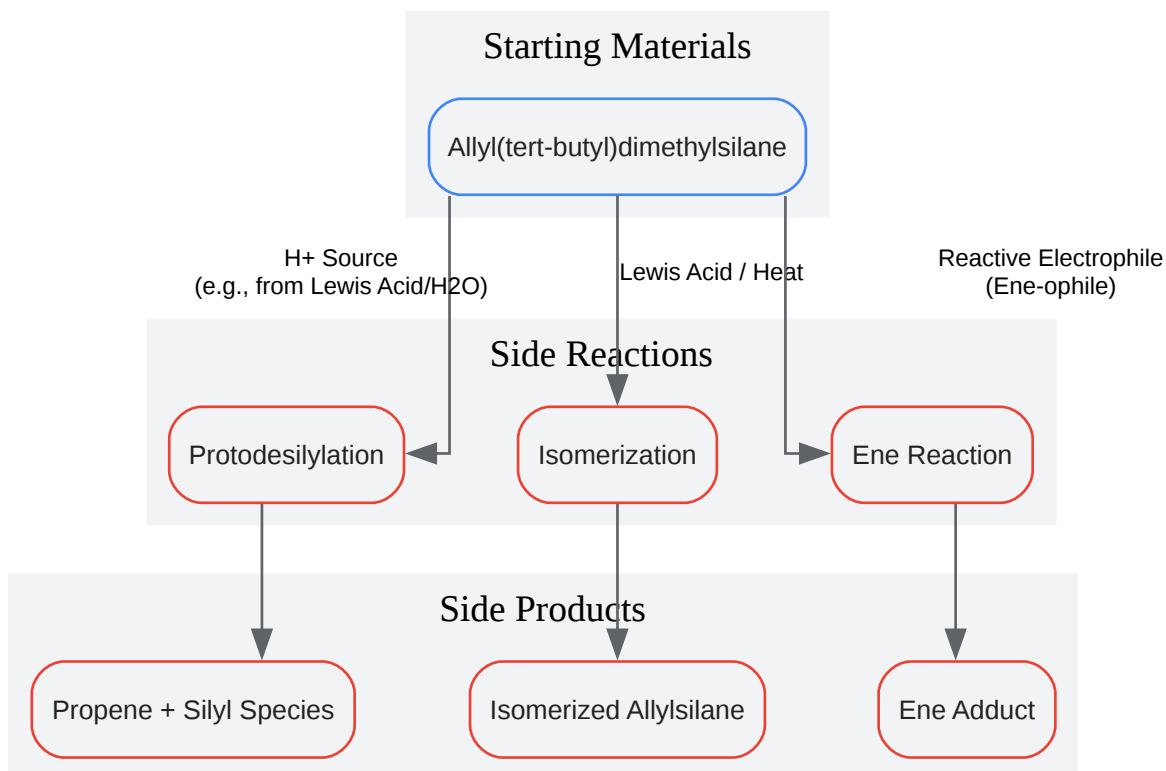 Starting Materials
Allyl(tert-butyl)dimethylsilane
H+ Source
(e.g., from Lewis Acid/H2O)
Lewis Acid / Heat
Reactive Electrophile
(Ene-ophile)
Side Reactions
Protodesilylation
Isomerization
Ene Reaction
Side Products
Propene + Silyl Species
Isomerized Allylsilane
Ene Adduct